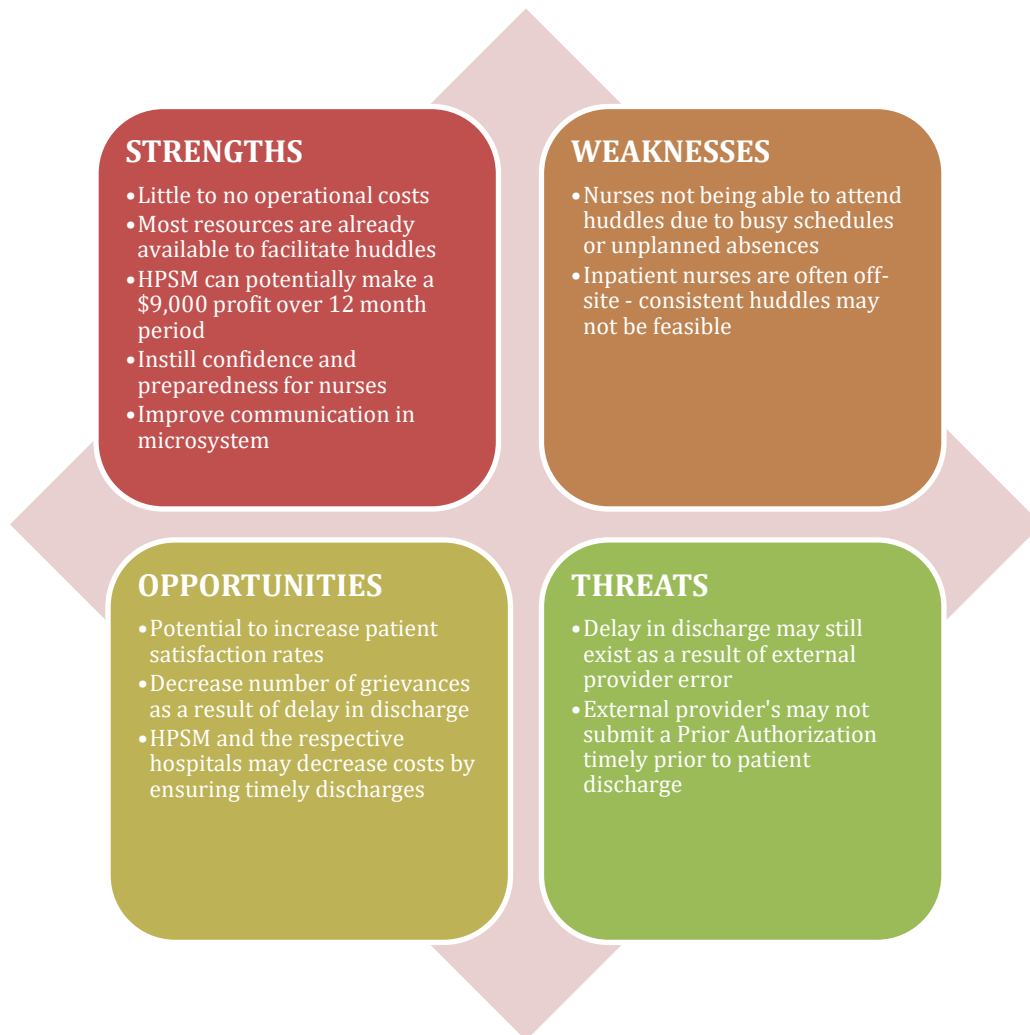 STRENGTHS
•Little to no operational costs
•Most resources are already
available to facilitate huddles
•HPSM can potentially make a
$9,000 profit over 12 month
period
•Instill confidence and
preparedness for nurses
•Improve communication in
microsystem
WEAKNESSES
•Nurses not being able to attend
huddles due to busy schedules
or unplanned absences
•Inpatient nurses are often off-
site - consistent huddles may
not be feasible
OPPORTUNITIES
•Potential to increase patient
satisfaction rates
•Decrease number of grievances
as a result of delay in discharge
•HPSM and the respective
hospitals may decrease costs by
ensuring timely discharges
THREATS
•Delay in discharge may still
exist as a result of external
provider error
•External provider's may not
submit a Prior Authorization
timely prior to patient
discharge